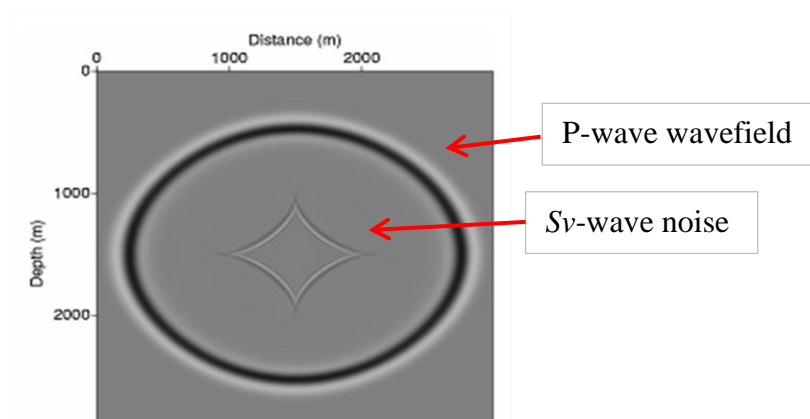 Distance (m)
0 1000 2000
0
P-wave wavefield
1000
Sv-wave noise
Depth (m)
2000